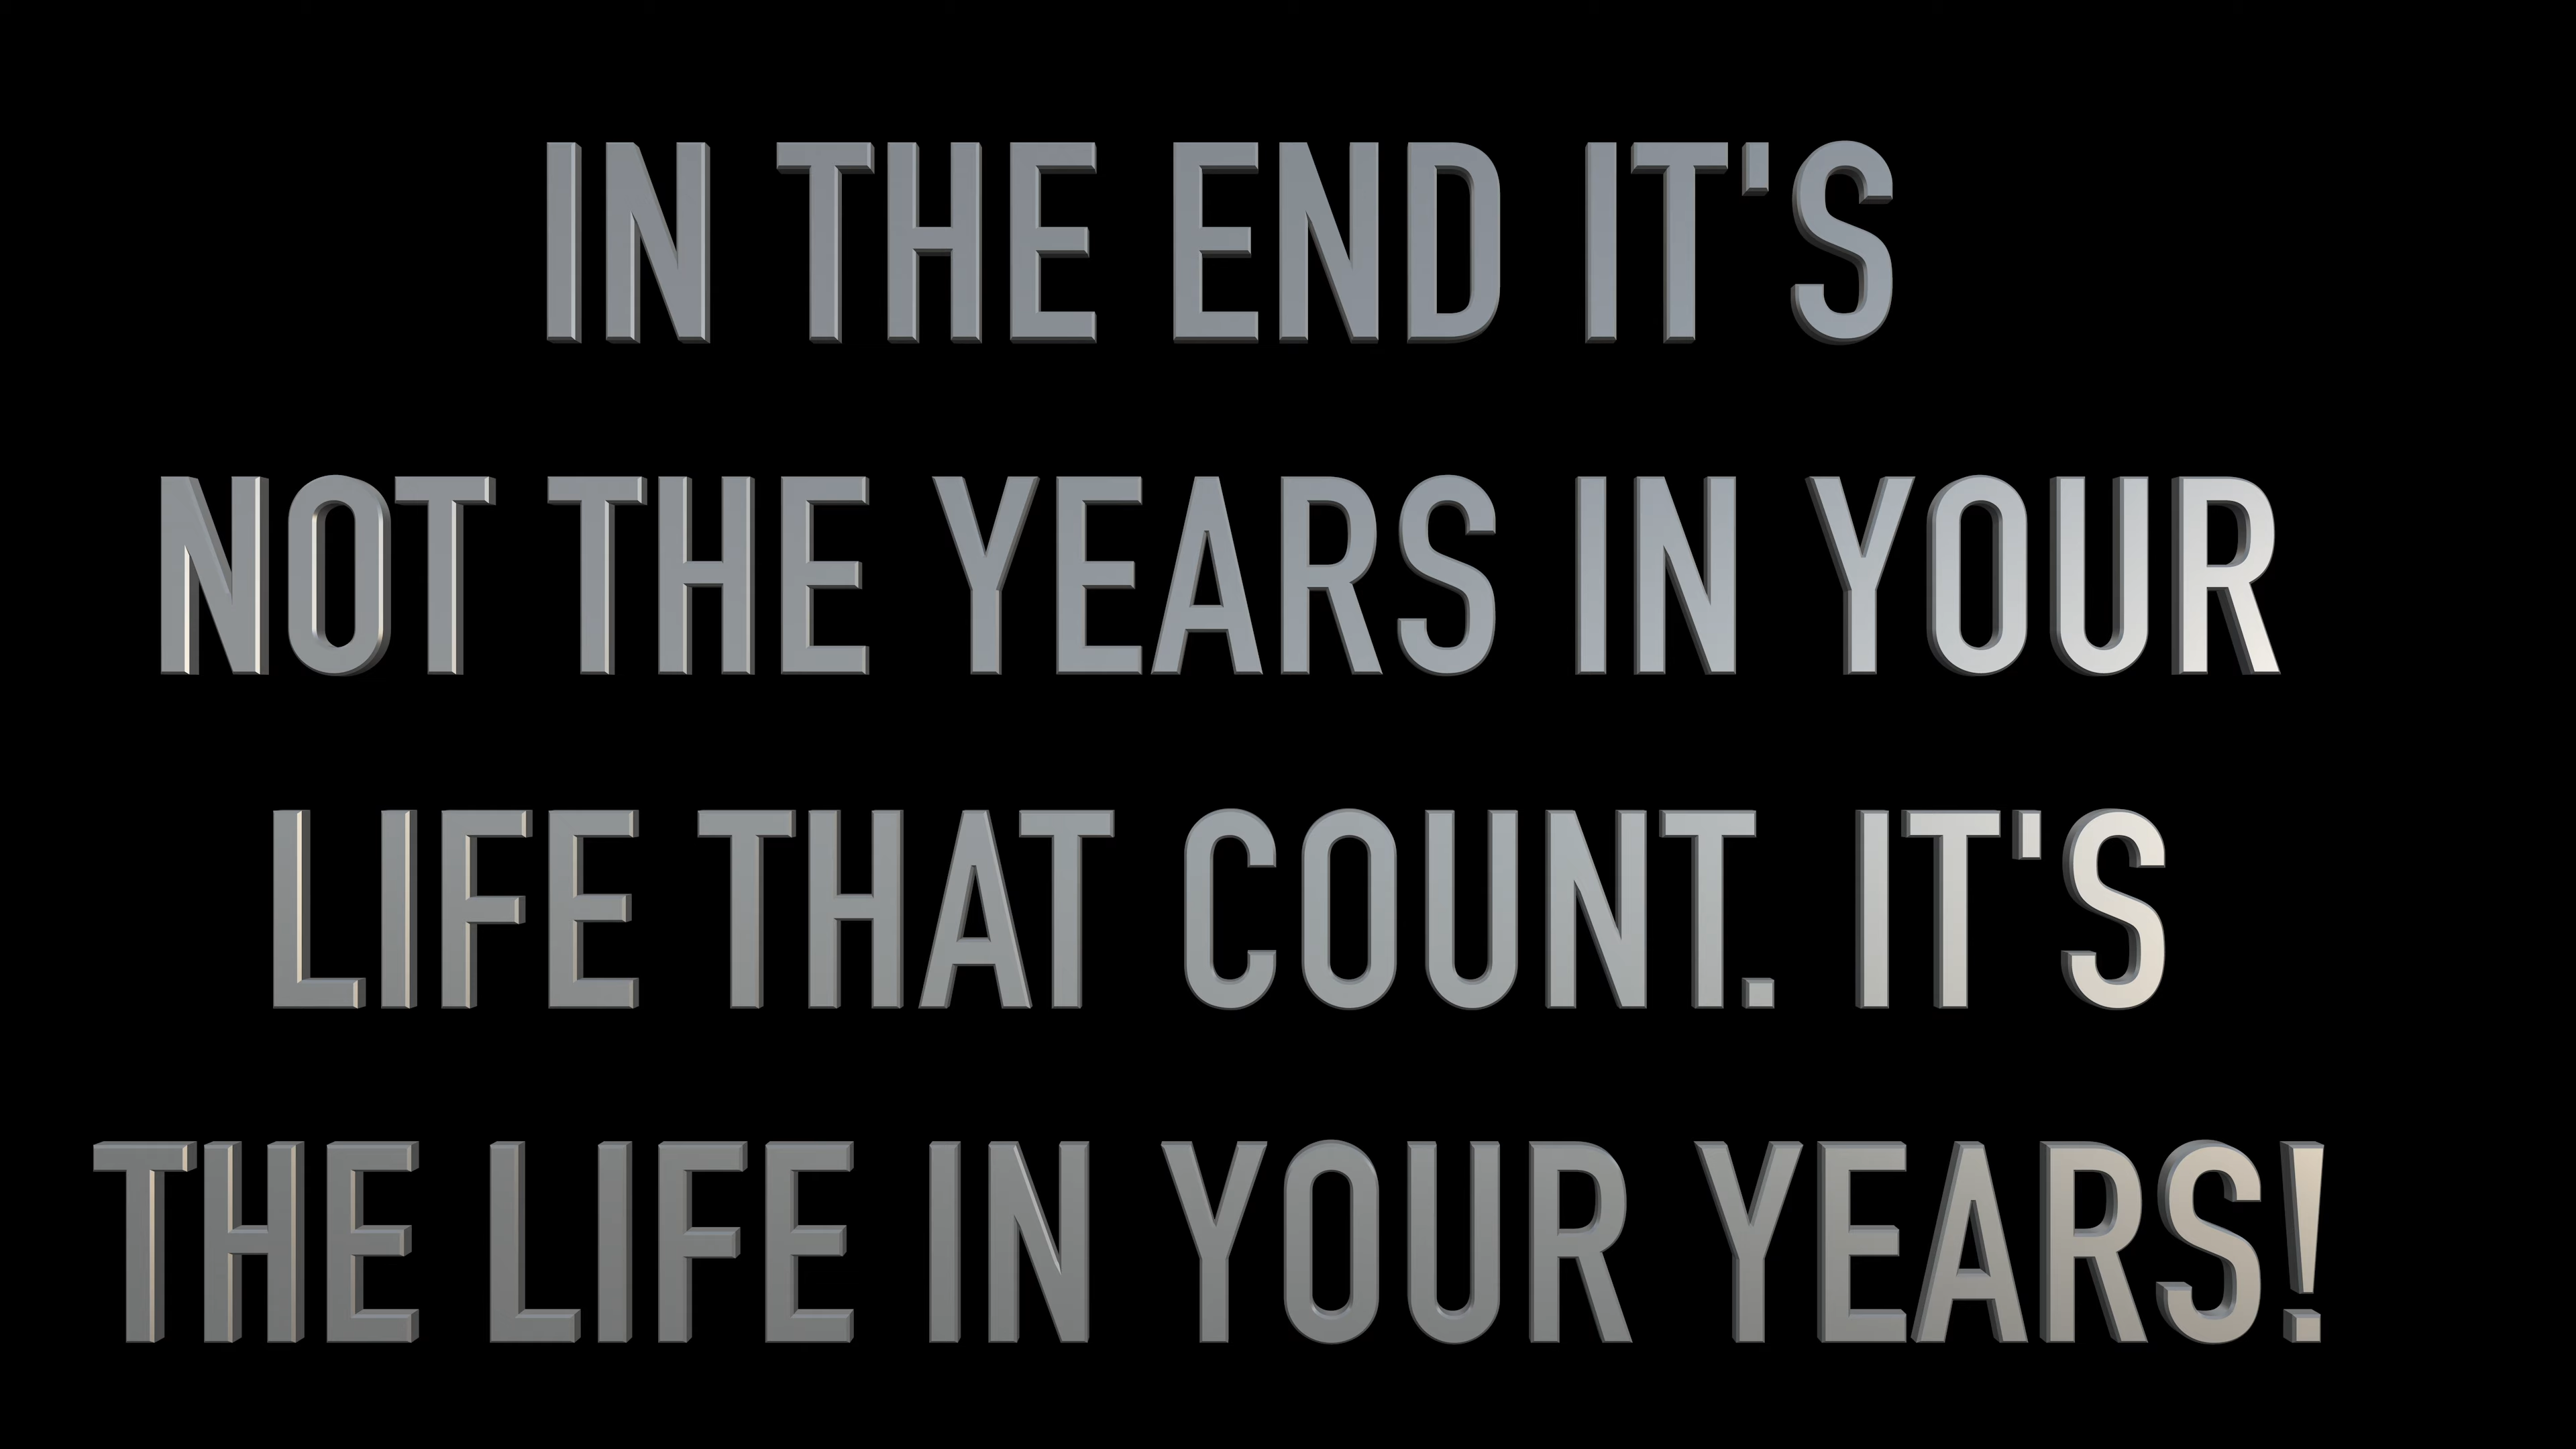 IN THE END IT'S
NOT THE YEARS IN YOUR
LIFE THAT COUNT. IT'S
THE LIFE IN YOUR YEARS!